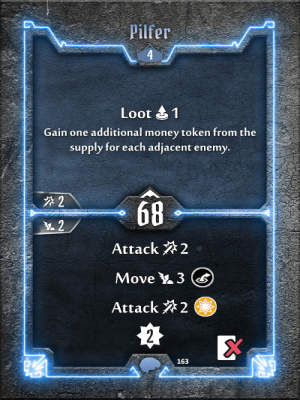 Pilfer
4
Loot 1
Gain one additional money token from the
supply for each adjacent enemy.
2
68
2
Attack 2
Move 3
Attack 2
2
163